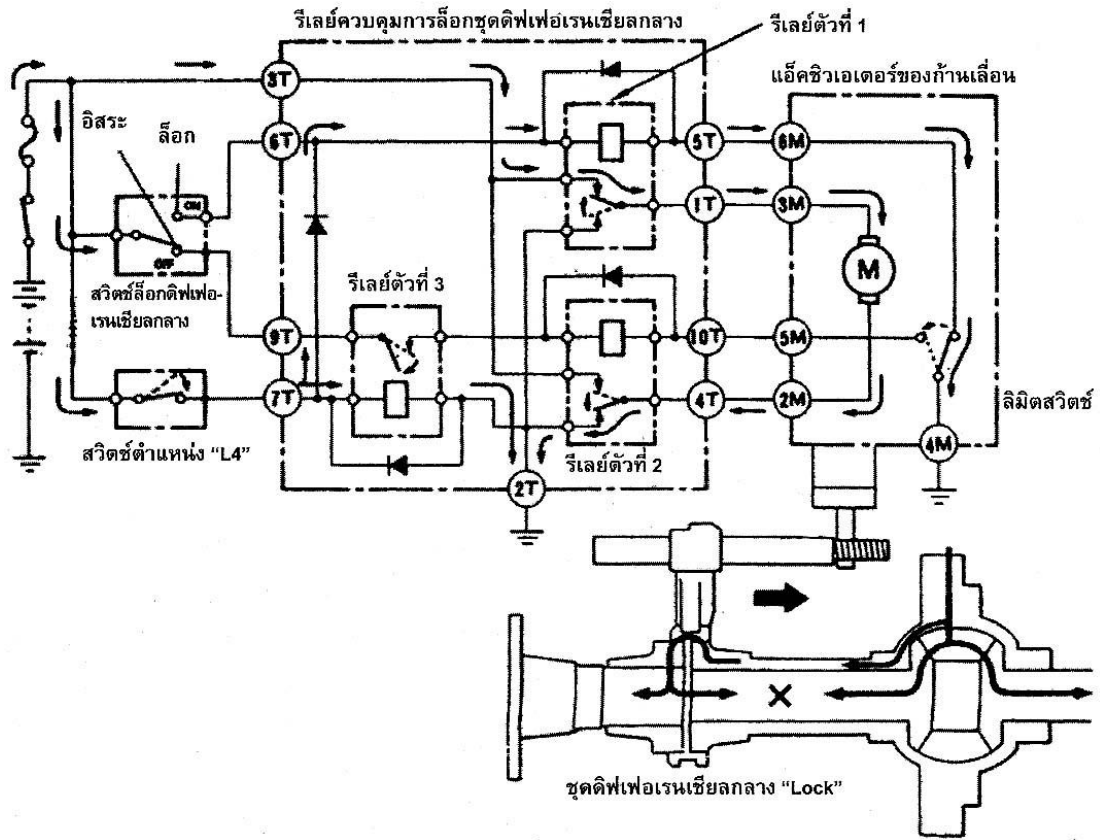 รีเลย์ควบคุมการล็อกชุดดิฟเฟอเรนเชียลกลาง
รีเลย์ตัวที่ 1
แอ็คชิวเอเตอร์ของก้านเลื่อน
3T
อิสระ
ล็อก
6T
5T
6M
ON
1T
3M
OFF
M
สวิตช์ล็อกดิฟเฟอ-
เรนเชียลกลาง
รีเลย์ตัวที่ 3
9T
10T
5M
7T
4T
2M
ลิมิตสวิตช์
สวิตช์ตำแหน่ง “L4”
รีเลย์ตัวที่ 2
4M
2T
ชุดดิฟเฟอเรนเชียลกลาง “Lock”